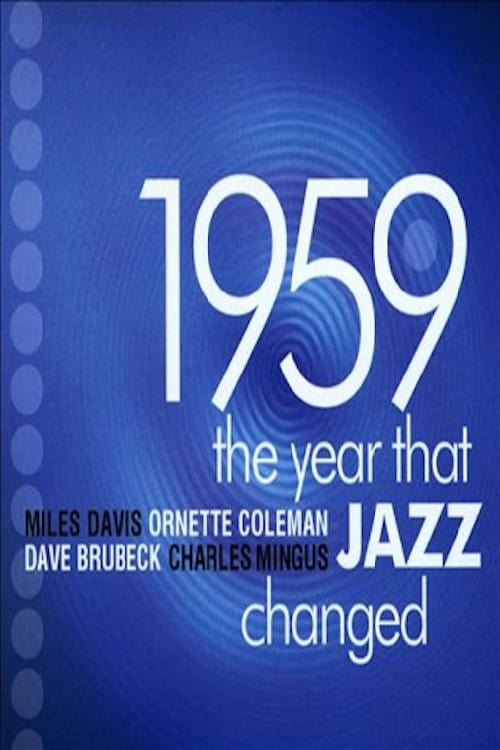 1959
the year that
MILES DAVIS ORNETTE COLEMAN
DAVE BRUBECK CHARLES MINGUS
JAZZ
changed